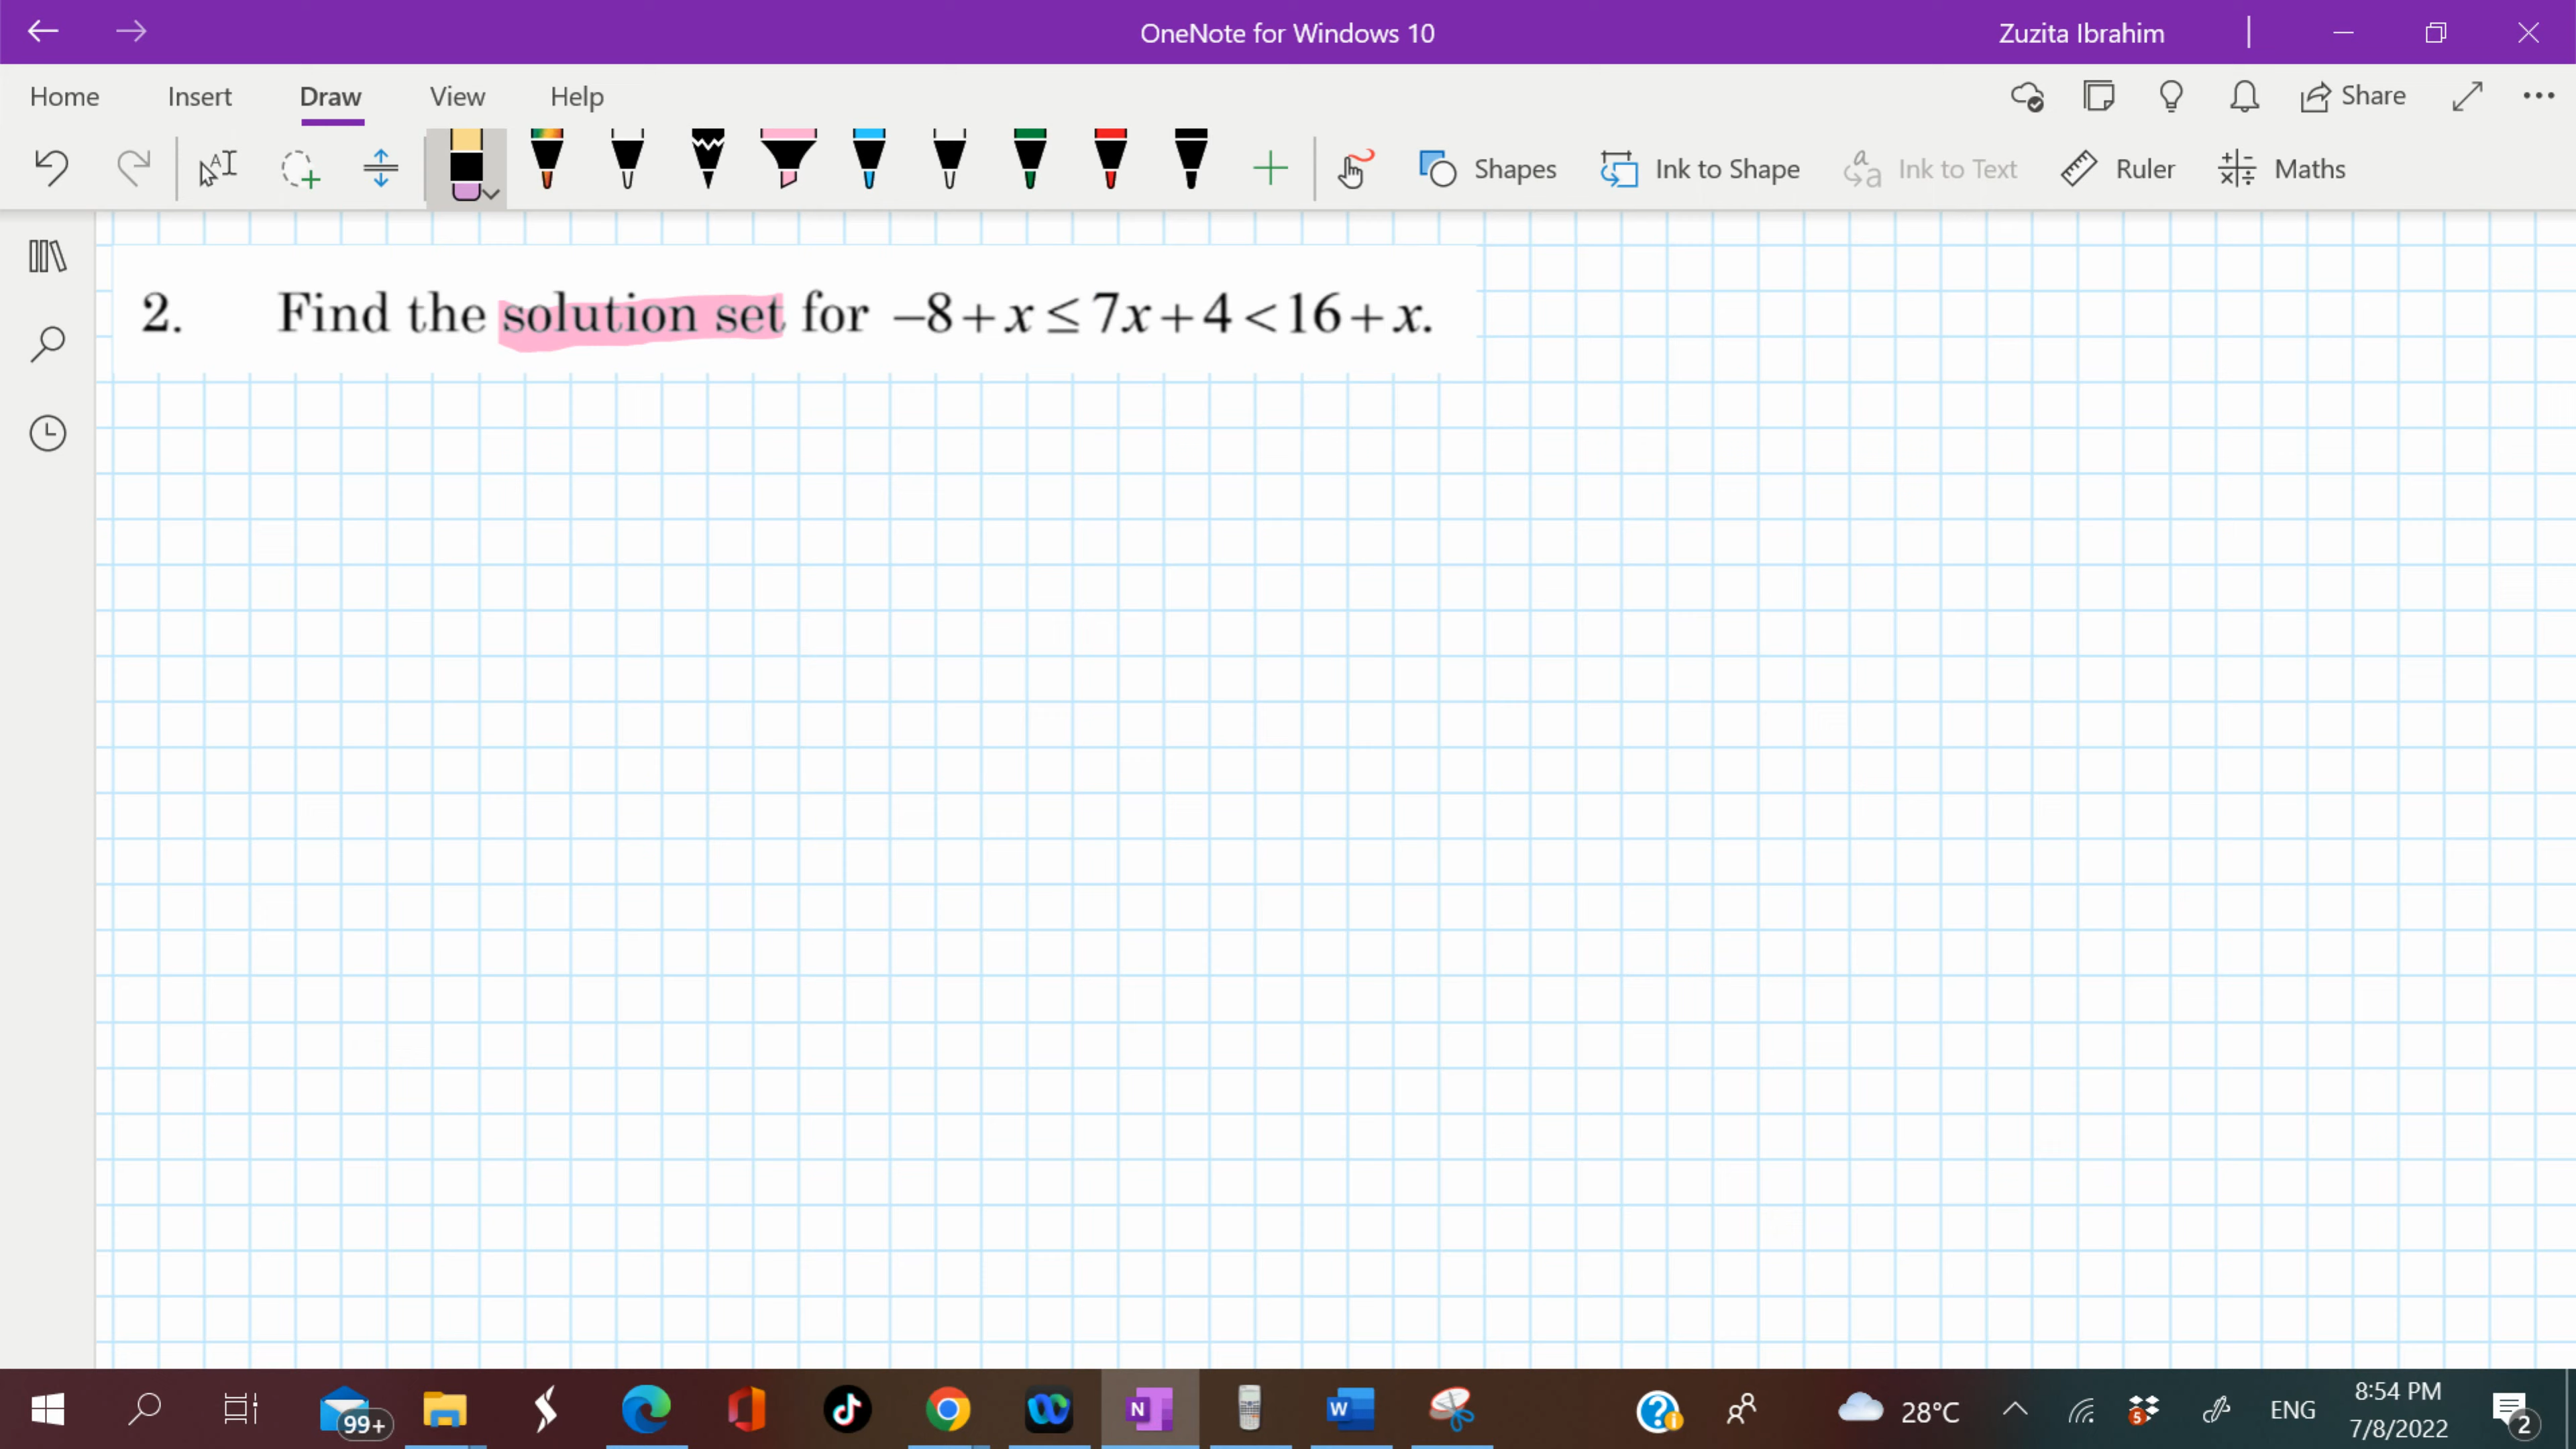 OneNote for Windows 10
Zuzita Ibrahim
Home Insert Draw View Help
Share
Shapes Ink to Shape Ink to Text Ruler Maths
2. Find the solution set for −8 + x ≤ 7x + 4 < 16 + x.
99+
N
W
5
28°C
ENG
8:54 PM
7/8/2022
2